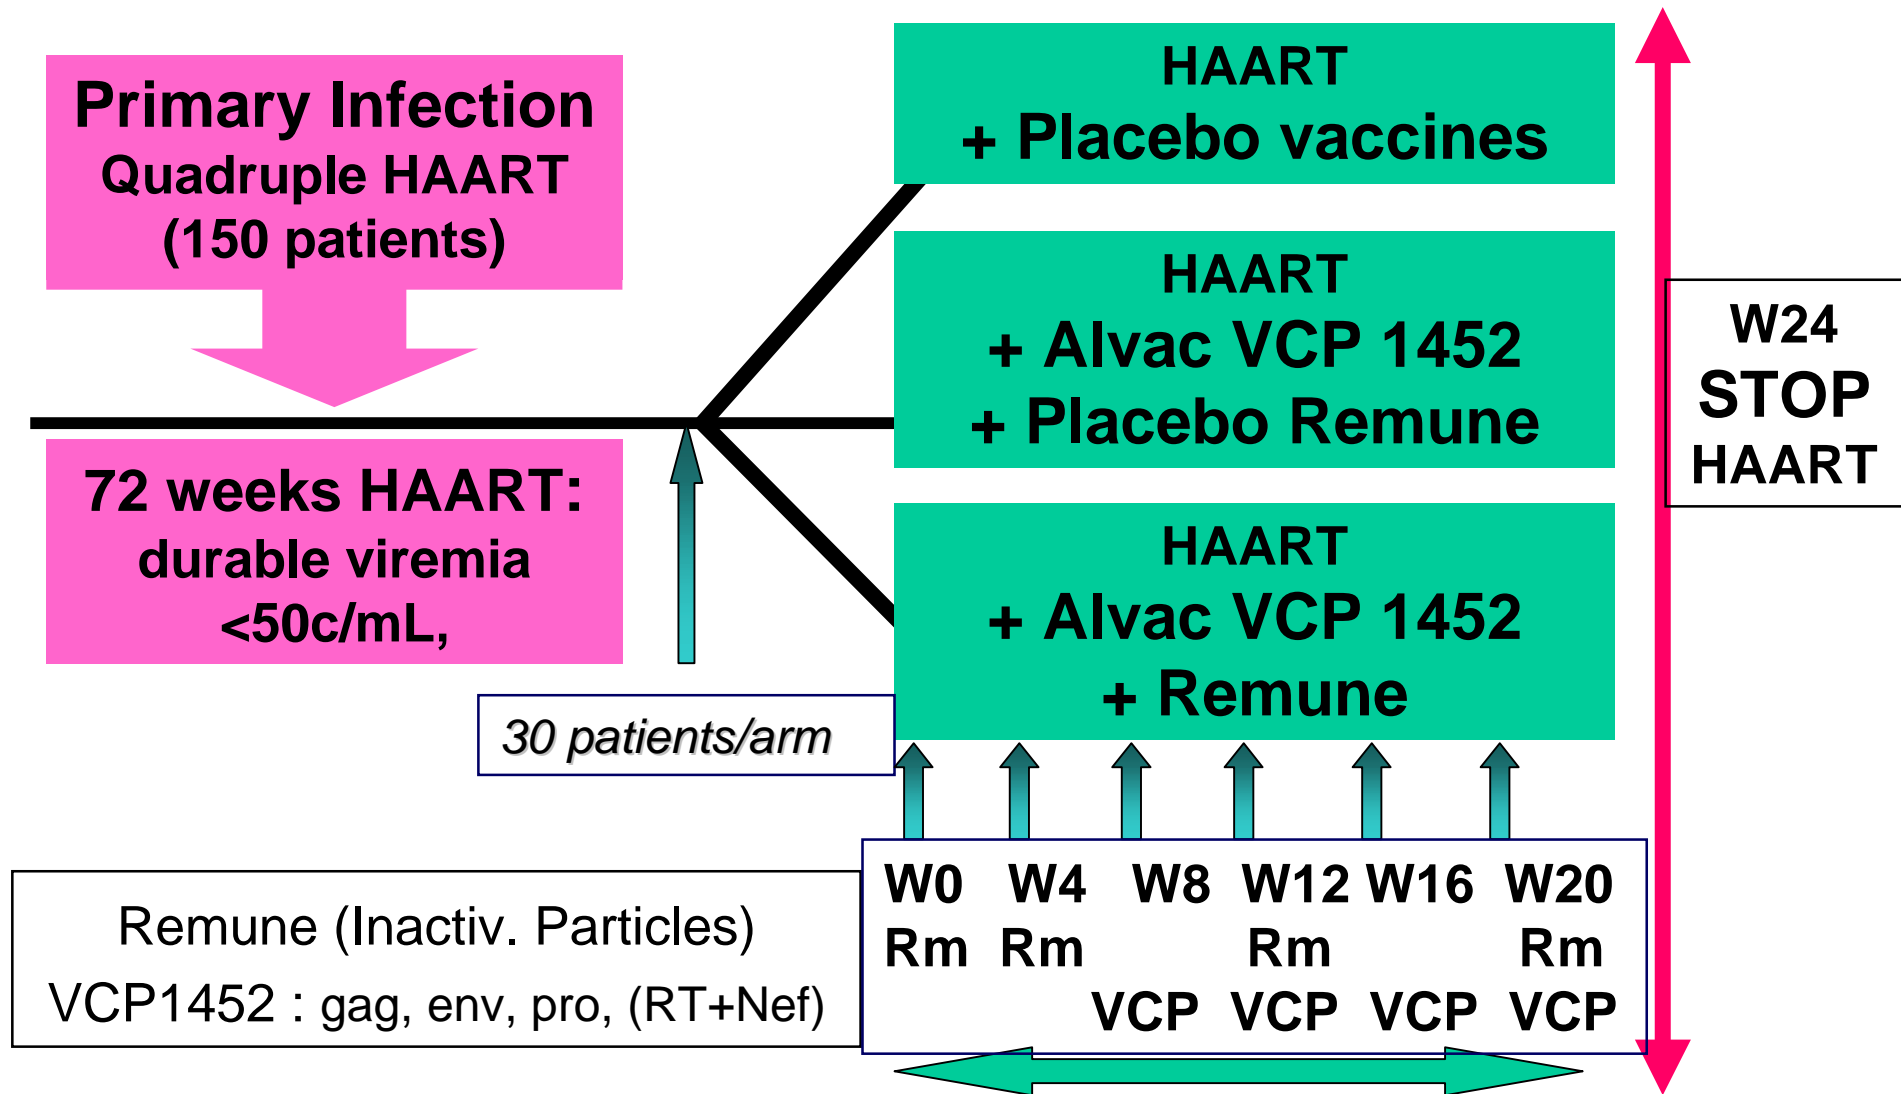 Primary Infection
Quadruple HAART
(150 patients)
72 weeks HAART:
durable viremia
<50c/mL,
30 patients/arm
HAART
+ Placebo vaccines
HAART
+ Alvac VCP 1452
+ Placebo Remune
HAART
+ Alvac VCP 1452
+ Remune
W24
STOP
HAART
Remune (Inactiv. Particles)
VCP1452 : gag, env, pro, (RT+Nef)
W0 W4 W8 W12 W16 W20
Rm Rm Rm Rm
VCP VCP VCP VCP